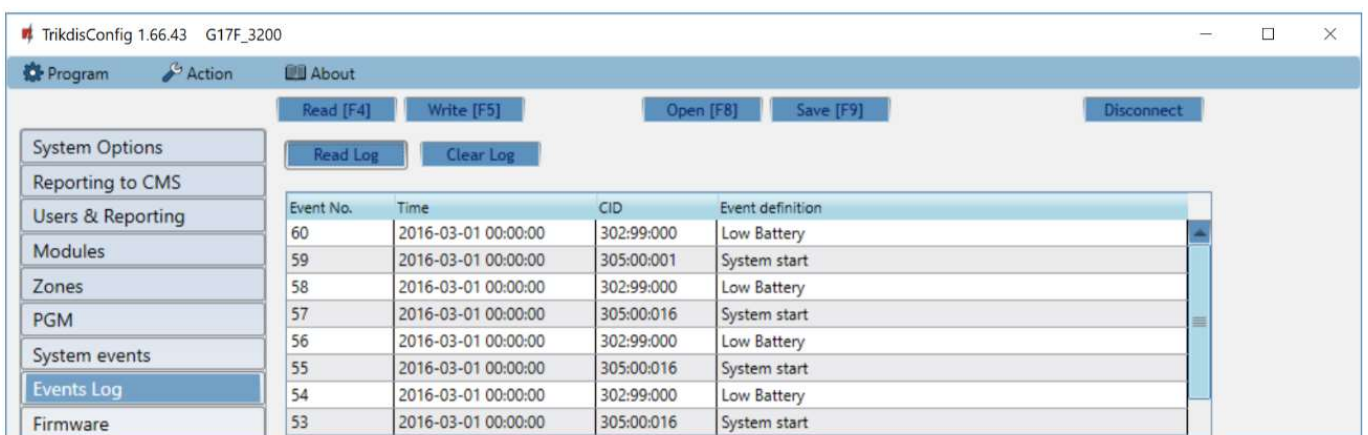 TrikdisConfig 1.66.43 G17F_3200
Program Action About
Read [F4] Write [F5] Open [F8] Save [F9] Disconnect
Read Log Clear Log
System Options
Reporting to CMS
Users & Reporting
Modules
Zones
PGM
System events
Events Log
Firmware
Event No. Time CID Event definition
60 2016-03-01 00:00:00 302:99:000 Low Battery
59 2016-03-01 00:00:00 305:00:001 System start
58 2016-03-01 00:00:00 302:99:000 Low Battery
57 2016-03-01 00:00:00 305:00:016 System start
56 2016-03-01 00:00:00 302:99:000 Low Battery
55 2016-03-01 00:00:00 305:00:016 System start
54 2016-03-01 00:00:00 302:99:000 Low Battery
53 2016-03-01 00:00:00 305:00:016 System start